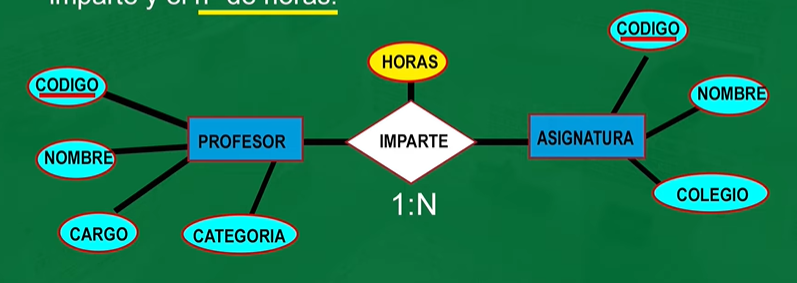 imparte y el nº de horas.
CODIGO
HORAS
CODIGO
NOMBRE
PROFESOR
IMPARTE
ASIGNATURA
NOMBRE
COLEGIO
1:N
CARGO
CATEGORIA